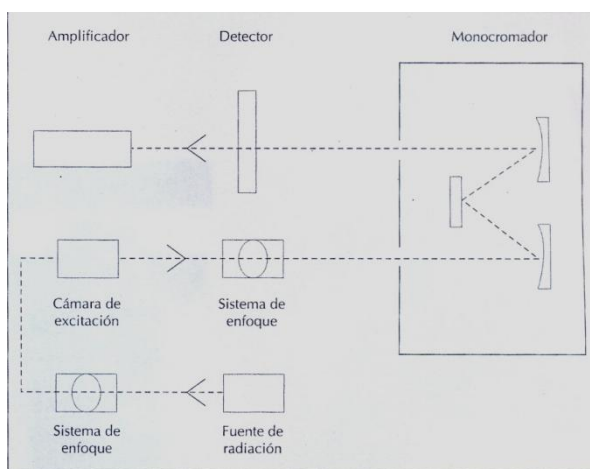 Amplificador
Detector
Monocromador
Cámara de
excitación
Sistema de
enfoque
Sistema de
enfoque
Fuente de
radiación